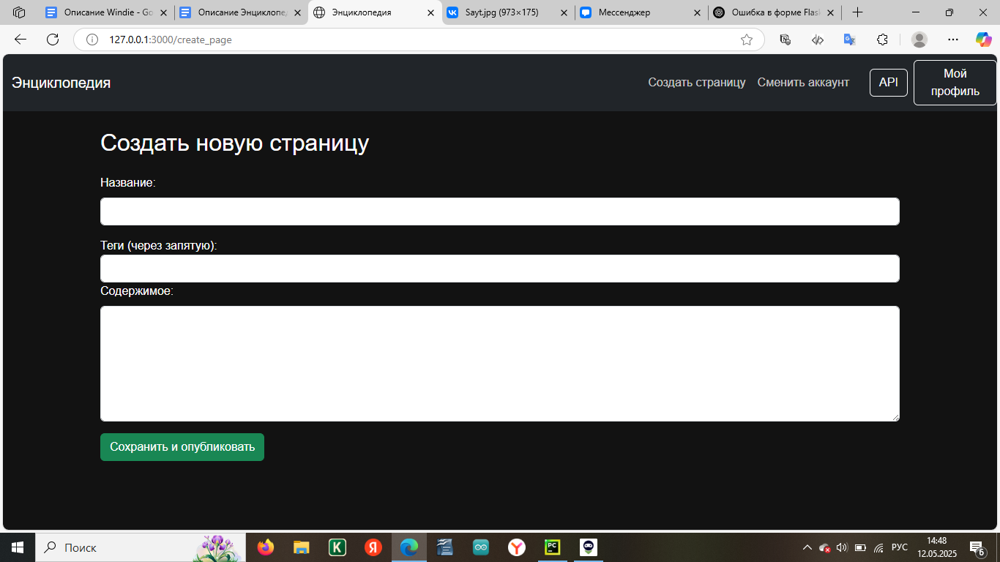 Описание Windie - Go
Описание Энциклопед
Энциклопедия
Sayt.jpg (973×175)
Мессенджер
Ошибка в форме Flas
127.0.0.1:3000/create_page
Энциклопедия
Создать страницу
Сменить аккаунт
API
Мой
профиль
Создать новую страницу
Название:
Теги (через запятую):
Содержимое:
Сохранить и опубликовать
Поиск
K
Я
Y
PC
РУС
14:48
12.05.2025
6